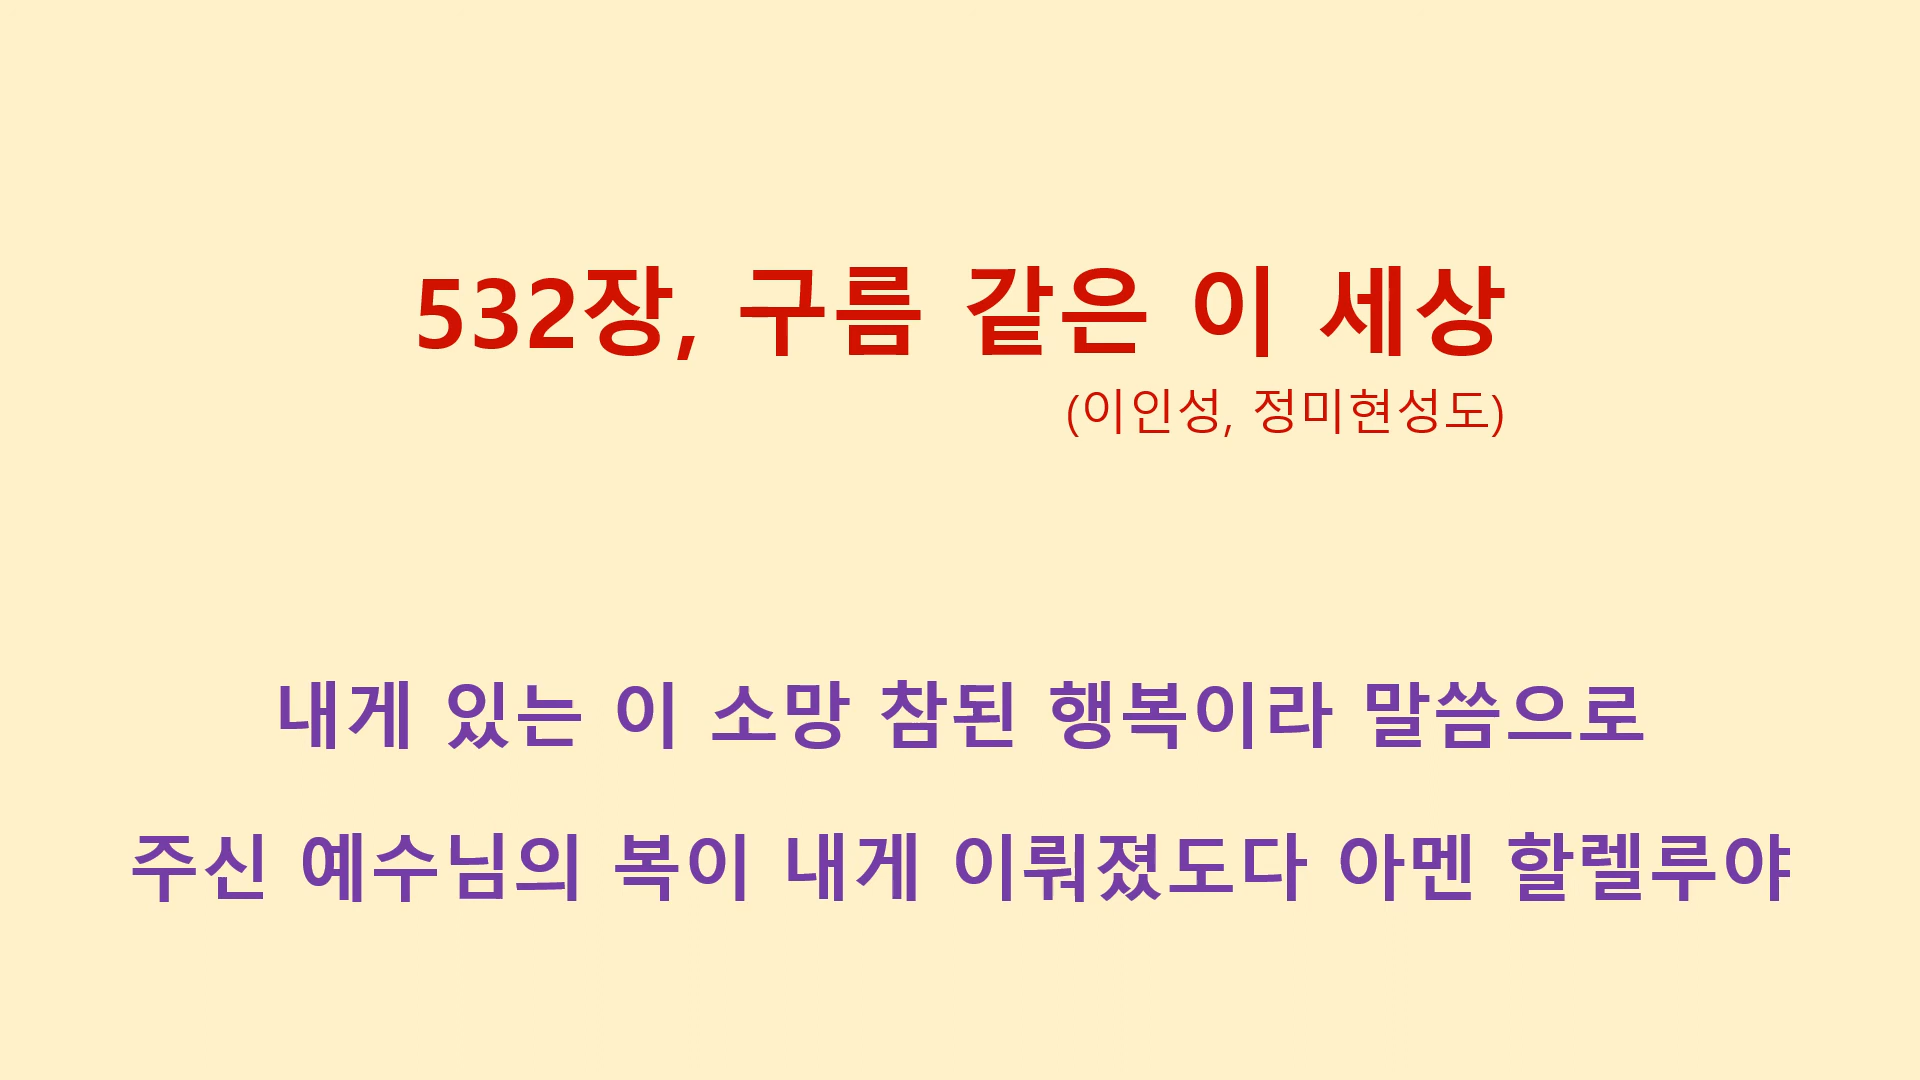 532장, 구름 같은 이 세상
(이인성, 정미현성도)
내게 있는 이 소망 참된 행복이라 말씀으로
주신 예수님의 복이 내게 이뤄졌도다 아멘 할렐루야